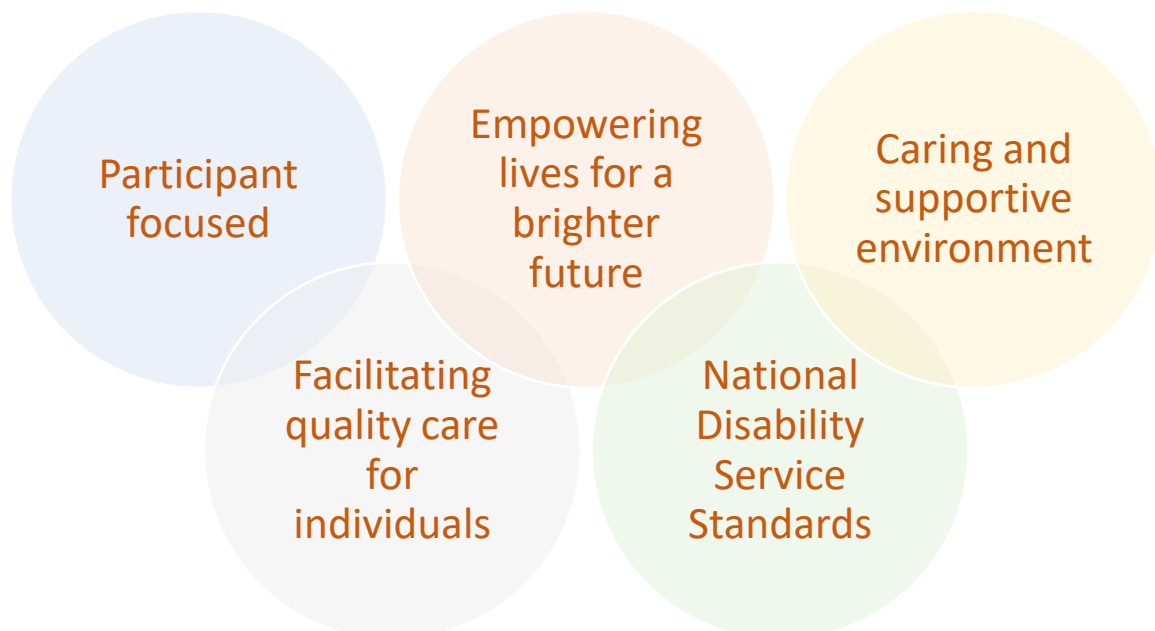 Participant
focused
Empowering
lives for a
brighter
future
Caring and
supportive
environment
Facilitating
quality care
for
individuals
National
Disability
Service
Standards